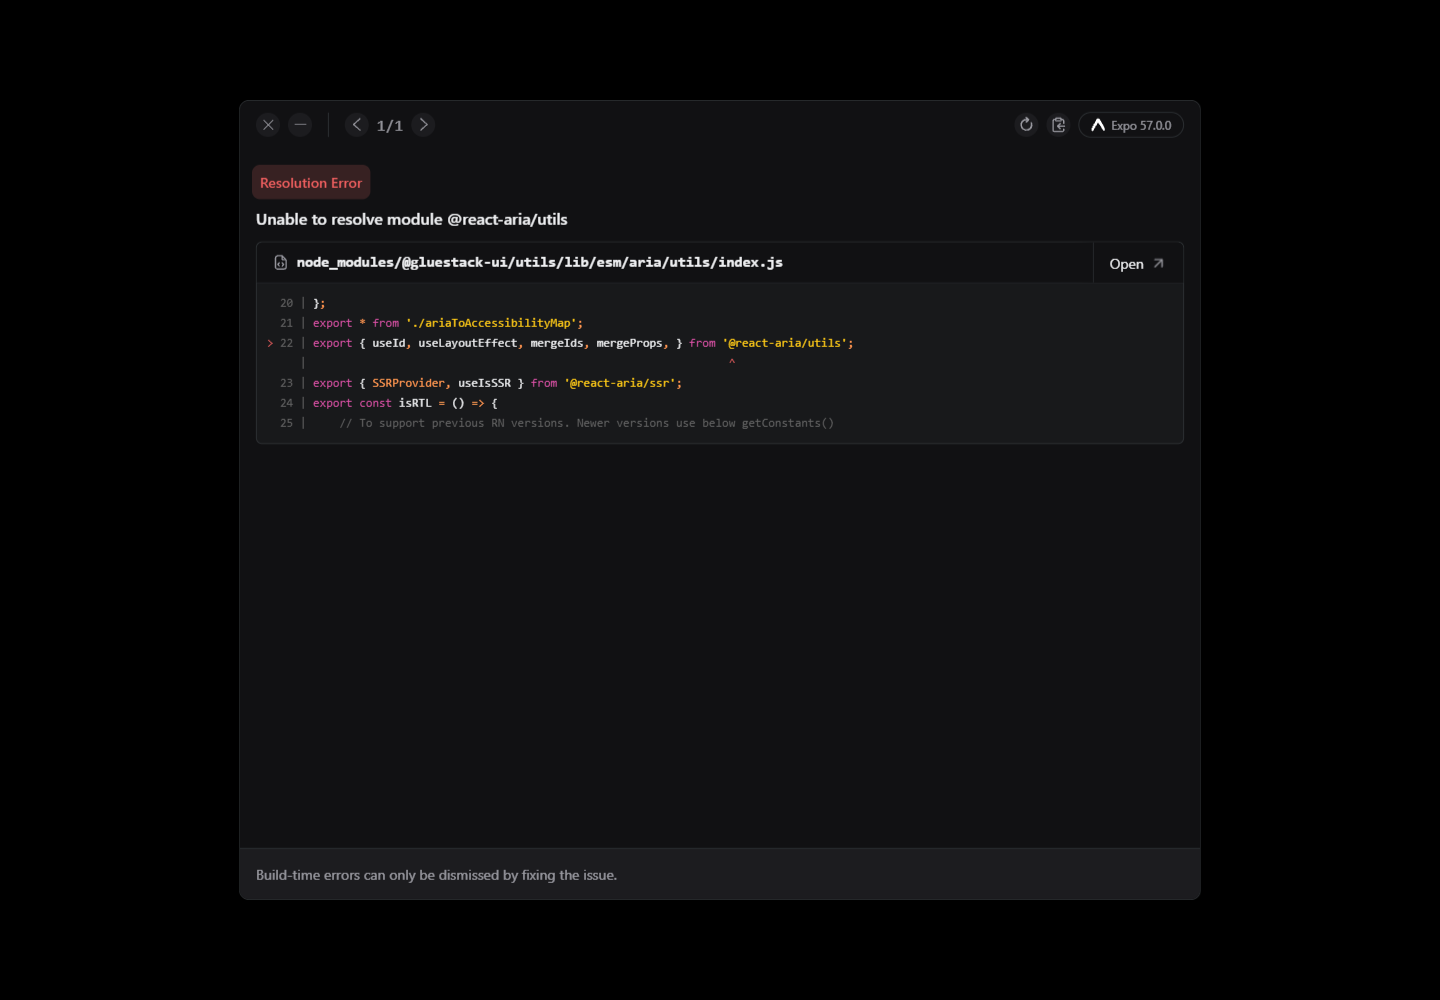 1/1
Expo 57.0.0
Resolution Error
Unable to resolve module @react-aria/utils
node_modules/@gluestack-ui/utils/lib/esm/aria/utils/index.js
Open
20 | };
21 | export * from './ariaToAccessibilityMap';
> 22 | export { useId, useLayoutEffect, mergeIds, mergeProps, } from '@react-aria/utils';
| ^
23 | export { SSRProvider, useIsSSR } from '@react-aria/ssr';
24 | export const isRTL = () => {
25 | // To support previous RN versions. Newer versions use below getConstants()
Build-time errors can only be dismissed by fixing the issue.